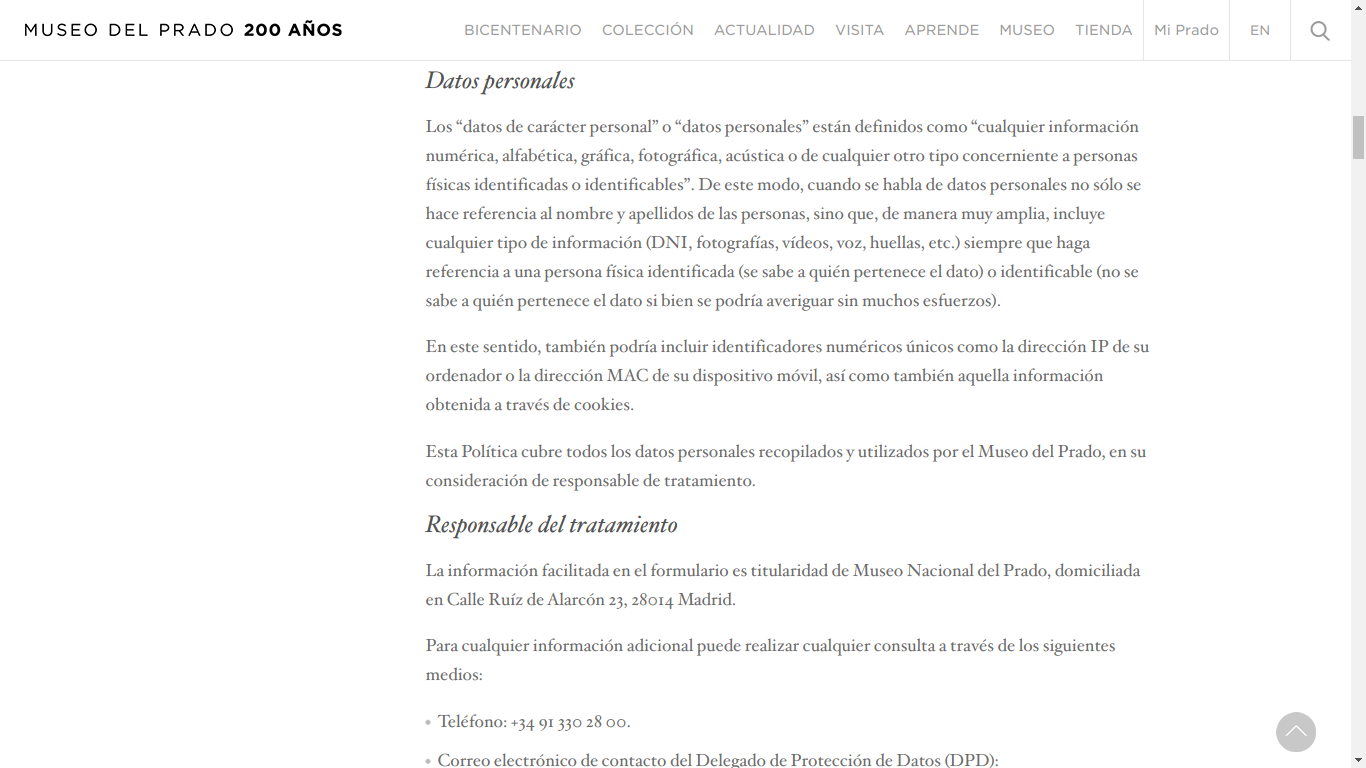 MUSEO DEL PRADO 200 AÑOS
BICENTENARIO COLECCIÓN ACTUALIDAD VISITA APRENDE MUSEO TIENDA Mi Prado EN
Datos personales
Los “datos de carácter personal” o “datos personales” están definidos como “cualquier información
numérica, alfabética, gráfica, fotográfica, acústica o de cualquier otro tipo concerniente a personas
físicas identificadas o identificables”. De este modo, cuando se habla de datos personales no sólo se
hace referencia al nombre y apellidos de las personas, sino que, de manera muy amplia, incluye
cualquier tipo de información (DNI, fotografías, vídeos, voz, huellas, etc.) siempre que haga
referencia a una persona física identificada (se sabe a quién pertenece el dato) o identificable (no se
sabe a quién pertenece el dato si bien se podría averiguar sin muchos esfuerzos).
En este sentido, también podría incluir identificadores numéricos únicos como la dirección IP de su
ordenador o la dirección MAC de su dispositivo móvil, así como también aquella información
obtenida a través de cookies.
Esta Política cubre todos los datos personales recopilados y utilizados por el Museo del Prado, en su
consideración de responsable de tratamiento.
Responsable del tratamiento
La información facilitada en el formulario es titularidad de Museo Nacional del Prado, domiciliada
en Calle Ruíz de Alarcón 23, 28014 Madrid.
Para cualquier información adicional puede realizar cualquier consulta a través de los siguientes
medios:
Teléfono: +34 91 330 28 00.
Correo electrónico de contacto del Delegado de Protección de Datos (DPD):